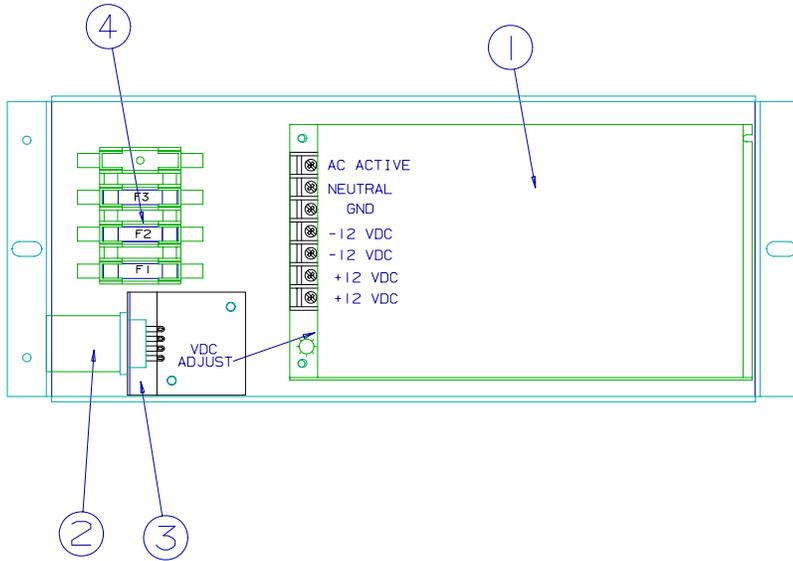 4
1
AC ACTIVE
NEUTRAL
GND
-12 VDC
-12 VDC
+12 VDC
+12 VDC
F3
F2
F1
VDC
ADJUST
2
3